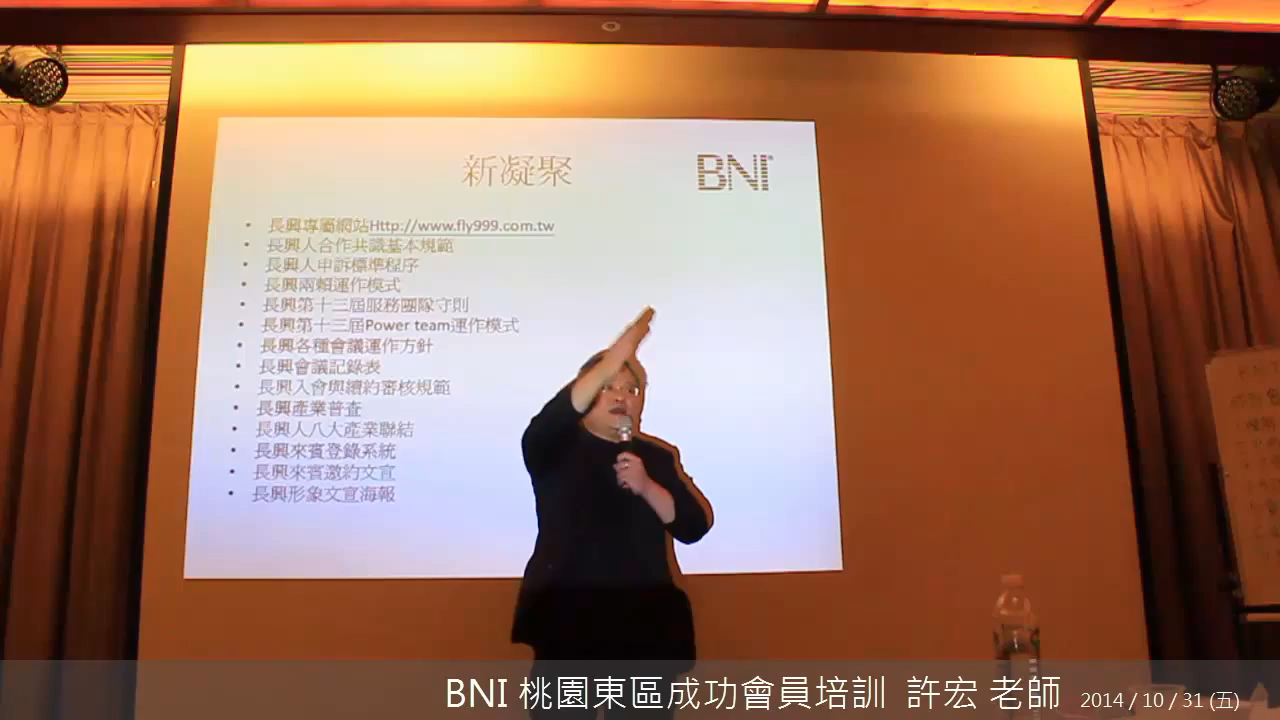 新凝聚
BNI
長興專屬網站Http://www.fly999.com.tw
長興人合作共識基本規範
長興人申訴標準程序
長興兩賴運作模式
長興第十三屆服務團隊守則
長興第十三屆Power team運作模式
長興各種會議運作方針
長興會議記錄表
長興入會與續約審核規範
長興產業普查
長興人八大產業聯結
長興來賓登錄系統
長興來賓邀約文宣
長興形象文宣海報
BNI 桃園東區成功會員培訓 許宏 老師 2014 / 10 / 31 (五)